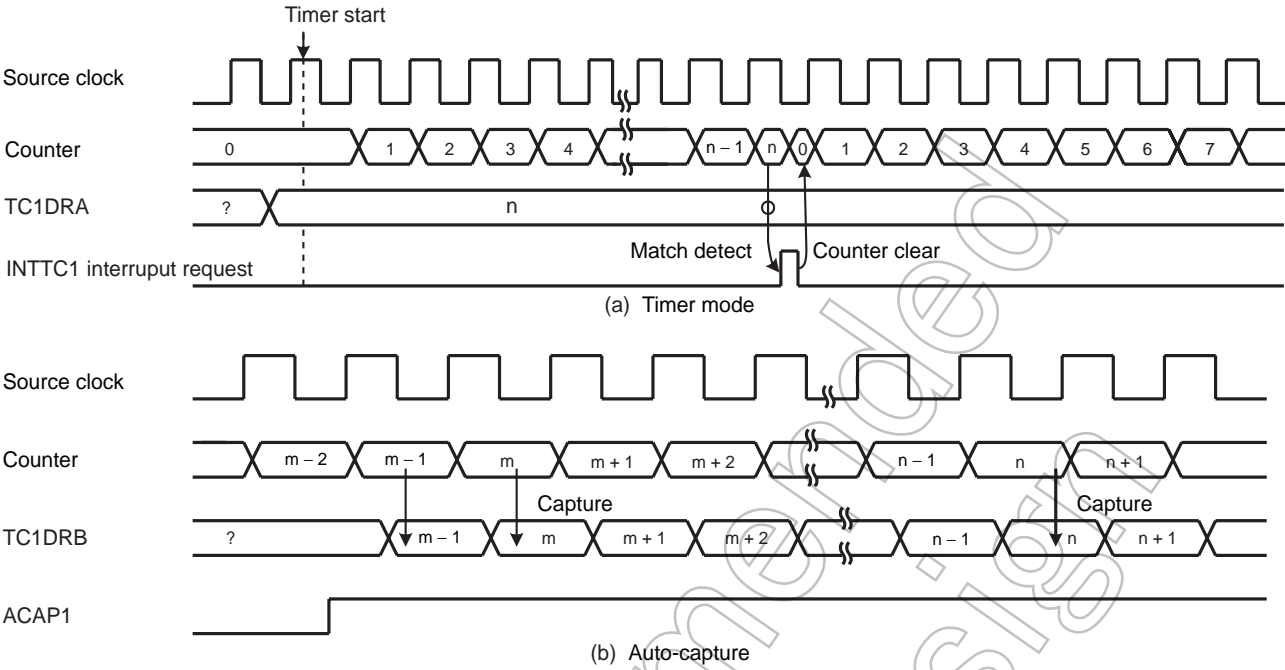 Timer start
Source clock
Counter 0 1 2 3 4 n – 1 n 0 1 2 3 4 5 6 7
TC1DRA ? n
Match detect Counter clear
INTTC1 interruput request
(a) Timer mode
Source clock
Counter m – 2 m – 1 m m + 1 m + 2 n – 1 n n + 1
Capture Capture
TC1DRB ? m – 1 m m + 1 m + 2 n – 1 n n + 1
ACAP1
(b) Auto-capture